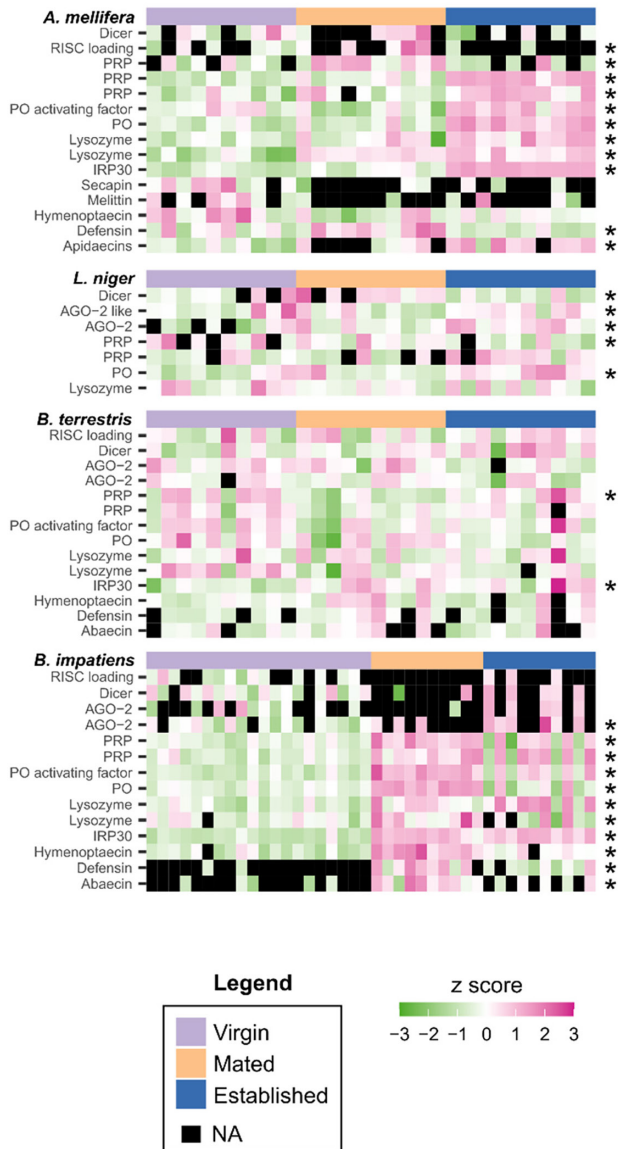 A. mellifera
Dicer
RISC loading *
PRP *
PRP *
PRP *
PO activating factor *
PO *
Lysozyme *
Lysozyme *
IRP30 *
Secapin
Melittin
Hymenoptaecin
Defensin *
Apidaecins *
L. niger
Dicer *
AGO-2 like *
AGO-2 *
PRP *
PRP
PO *
Lysozyme
B. terrestris
RISC loading
Dicer
AGO-2
AGO-2
PRP *
PRP
PO activating factor
PO
Lysozyme
Lysozyme
IRP30 *
Hymenoptaecin
Defensin
Abaecin
B. impatiens
RISC loading
Dicer
AGO-2
AGO-2 *
PRP *
PRP *
PO activating factor *
PO *
Lysozyme *
Lysozyme *
IRP30 *
Hymenoptaecin *
Defensin *
Abaecin *
Legend
Virgin
Mated
Established
NA
z score
-3 -2 -1 0 1 2 3